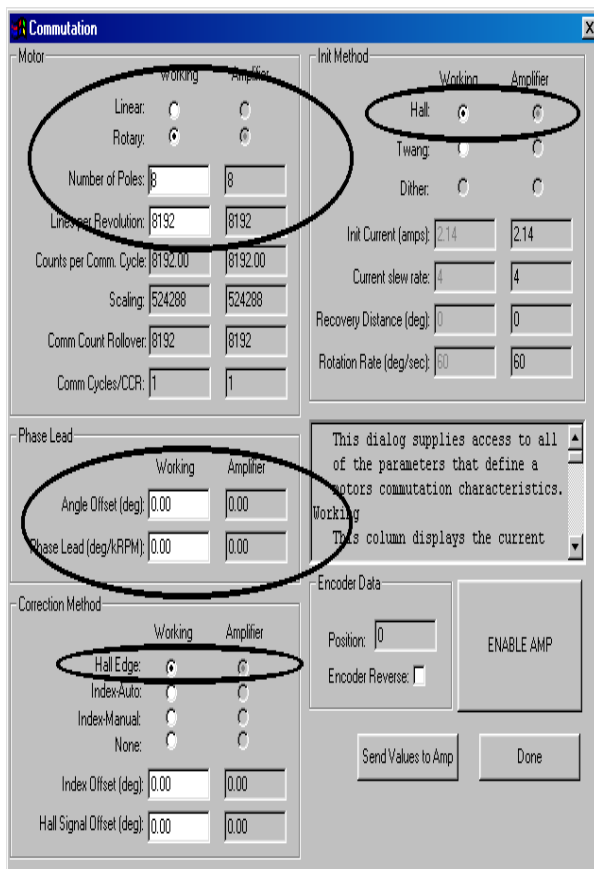 Commutation
Motor
Working Amplifier
Linear:
Rotary:
Number of Poles: 8 8
Lines per Revolution: 8192 8192
Counts per Comm. Cycle: 8192.00 8192.00
Scaling: 524288 524288
Comm Count Rollover: 8192 8192
Comm Cycles/CCR: 1 1
Init Method
Working Amplifier
Hall:
Twang:
Dither:
Init Current (amps): 2.14 2.14
Current slew rate: 4 4
Recovery Distance (deg): 0 0
Rotation Rate (deg/sec): 60 60
Phase Lead
Working Amplifier
Angle Offset (deg): 0.00 0.00
Phase Lead (deg/kRPM): 0.00 0.00
This dialog supplies access to all
of the parameters that define a
motors commutation characteristics.
Working
This column displays the current
Correction Method
Working Amplifier
Hall Edge:
Index-Auto:
Index-Manual:
None:
Index Offset (deg): 0.00 0.00
Hall Signal Offset (deg): 0.00 0.00
Encoder Data
Position: 0
Encoder Reverse:
ENABLE AMP
Send Values to Amp
Done